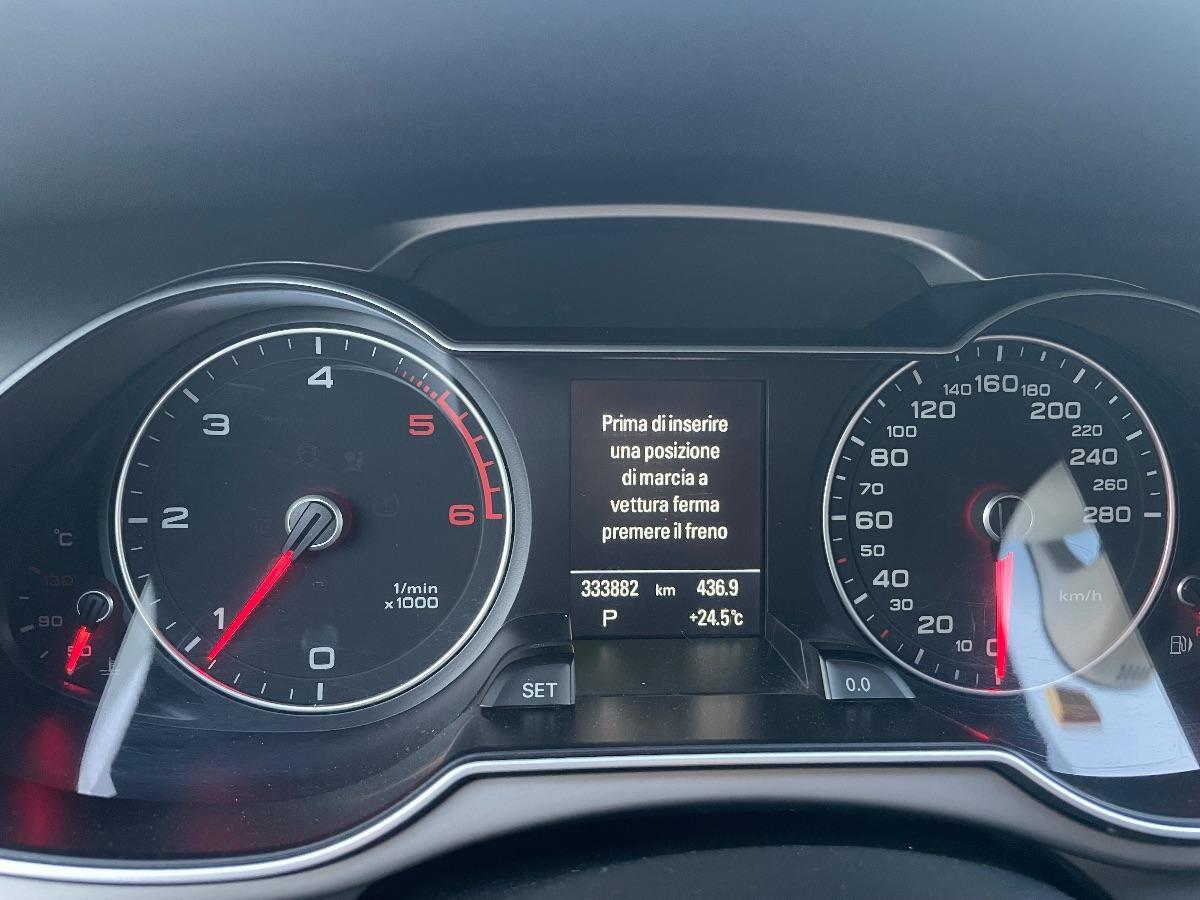 4
3
5
2
6
1
0
1/min
x1000
°C
130
90
50
Prima di inserire
una posizione
di marcia a
vettura ferma
premere il freno
333882 km 436.9
P +24.5°C
SET
0.0
140 160 180
120 200
100 220
80 240
70 260
60 280
50
40
30
20
10
0
km/h